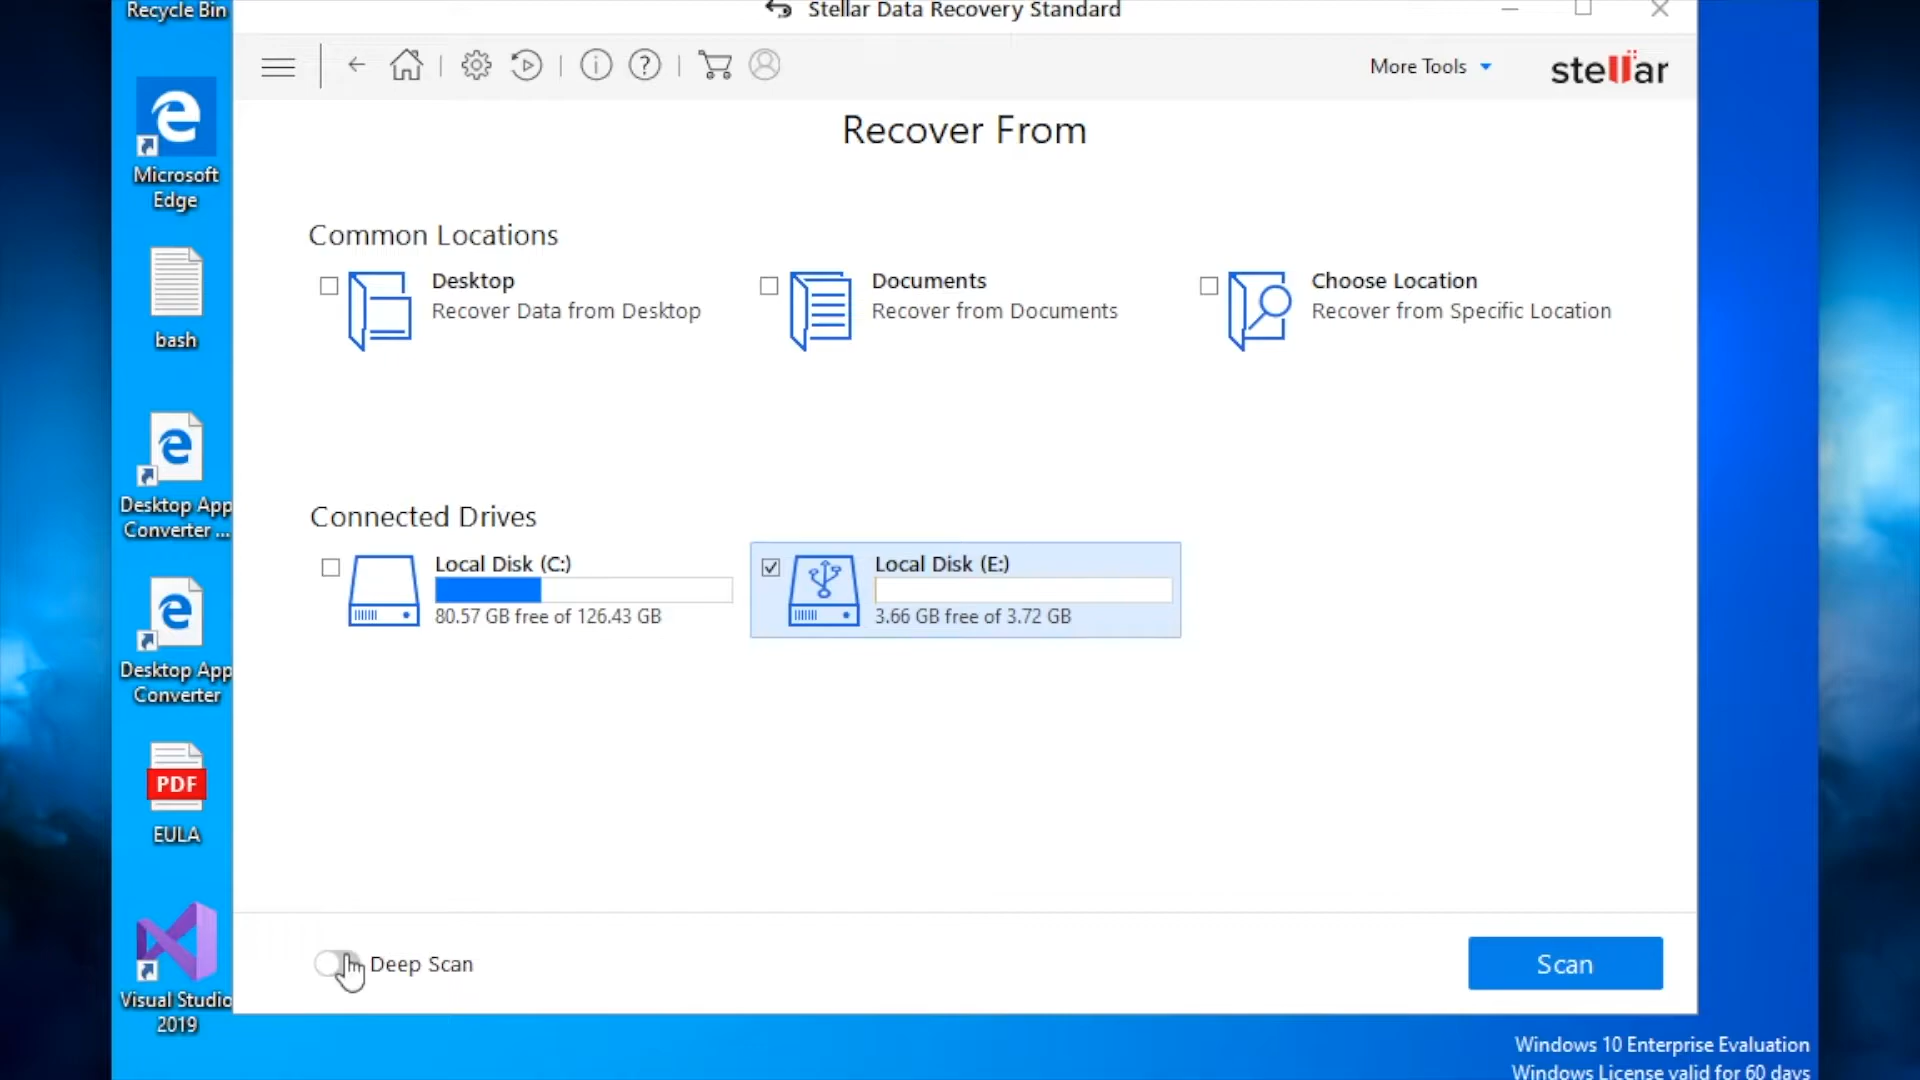 Recycle Bin
Stellar Data Recovery Standard
More Tools
stellar
Recover From
Microsoft
Edge
Common Locations
Desktop
Recover Data from Desktop
Documents
Recover from Documents
Choose Location
Recover from Specific Location
bash
Desktop App
Converter ...
Connected Drives
Local Disk (C:)
80.57 GB free of 126.43 GB
Local Disk (E:)
3.66 GB free of 3.72 GB
Desktop App
Converter
PDF
EULA
Visual Studio
2019
Deep Scan
Scan
Windows 10 Enterprise Evaluation
Windows License valid for 60 days